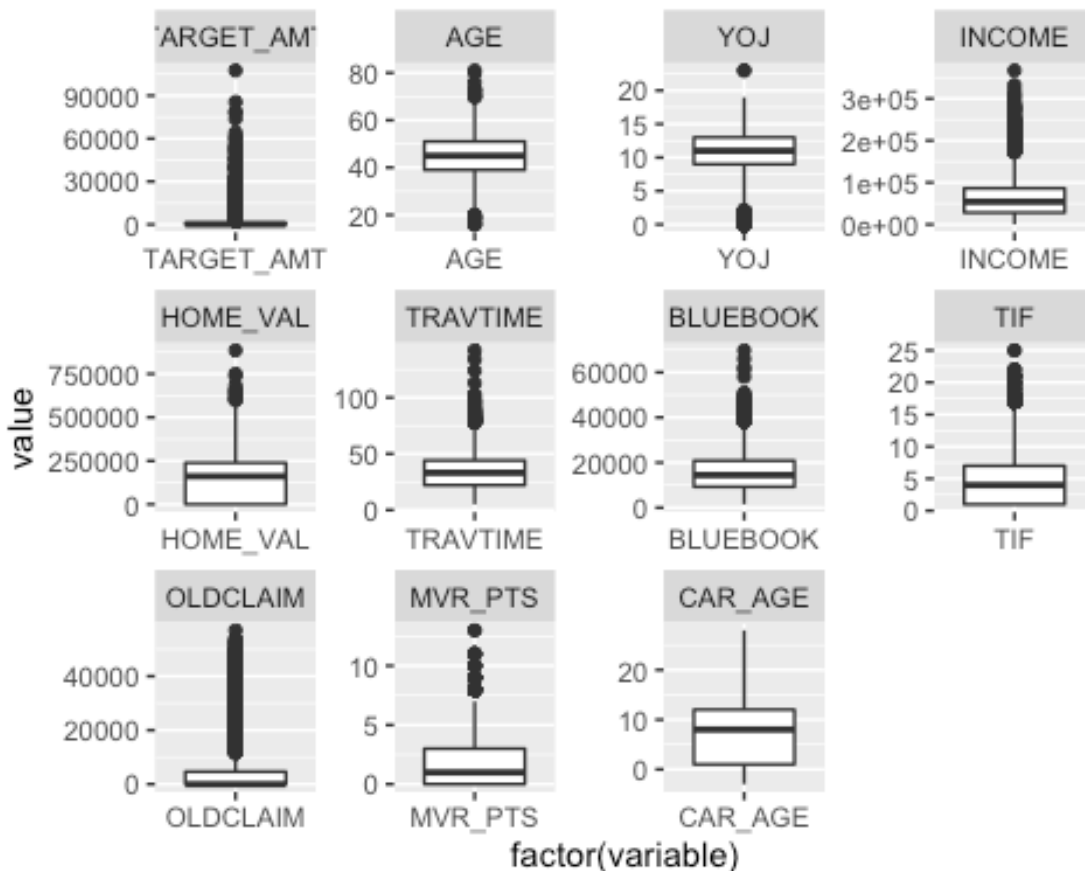 TARGET_AMT
AGE
YOJ
INCOME
90000
60000
30000
0
80
60
40
20
20
15
10
5
0
3e+05
2e+05
1e+05
0e+00
TARGET_AMT
AGE
YOJ
INCOME
HOME_VAL
TRAVTIME
BLUEBOOK
TIF
value
750000
500000
250000
0
100
50
0
60000
40000
20000
0
25
20
15
10
5
0
HOME_VAL
TRAVTIME
BLUEBOOK
TIF
OLDCLAIM
MVR_PTS
CAR_AGE
40000
20000
0
10
5
0
20
10
0
OLDCLAIM
MVR_PTS
CAR_AGE
factor(variable)